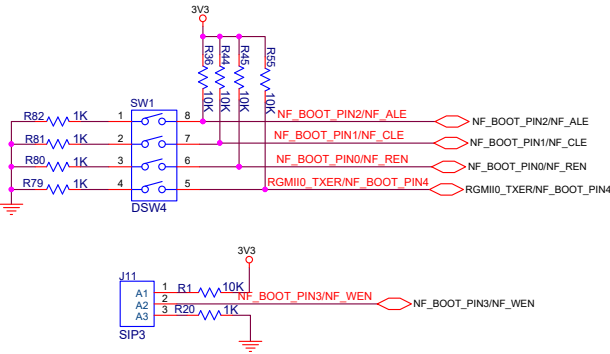 3V3
R36
R44
R45
R55
10K
10K
10K
10K
SW1
R82 1K 1 8 NF_BOOT_PIN2/NF_ALE NF_BOOT_PIN2/NF_ALE
R81 1K 2 7 NF_BOOT_PIN1/NF_CLE NF_BOOT_PIN1/NF_CLE
R80 1K 3 6 NF_BOOT_PIN0/NF_REN NF_BOOT_PIN0/NF_REN
R79 1K 4 5 RGMII0_TXER/NF_BOOT_PIN4 RGMII0_TXER/NF_BOOT_PIN4
DSW4
3V3
J11
A1 1 R1 10K
A2 2 NF_BOOT_PIN3/NF_WEN NF_BOOT_PIN3/NF_WEN
A3 3 R20 1K
SIP3